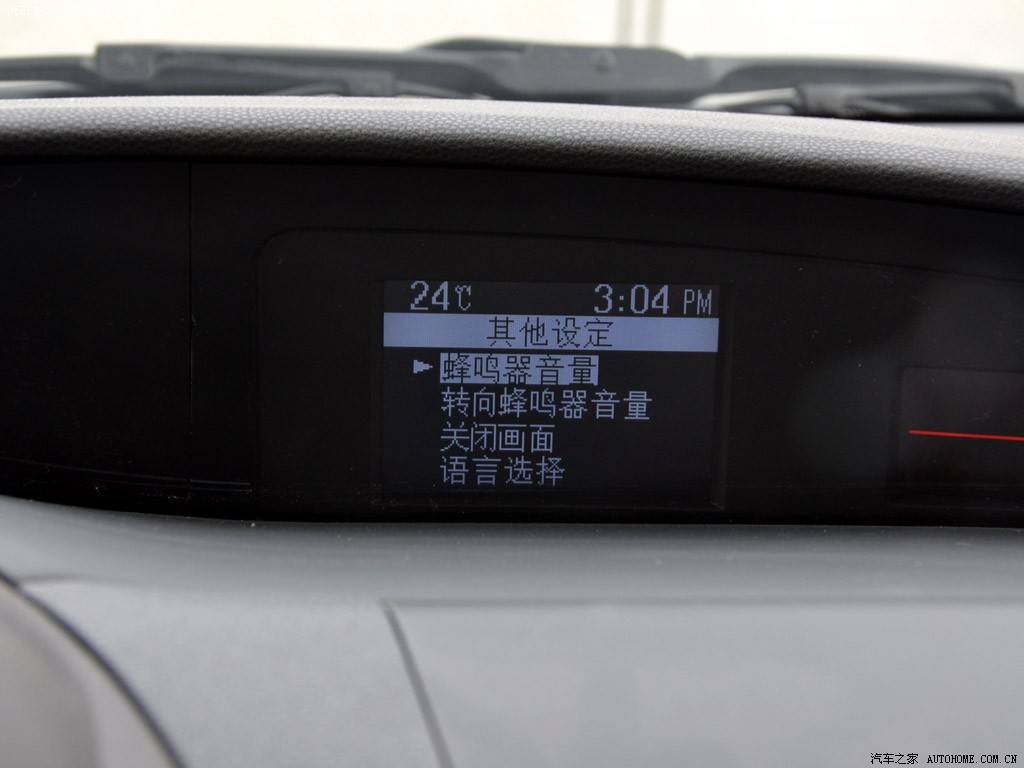 24℃ 3:04 PM
其他设定
蜂鸣器音量
转向蜂鸣器音量
关闭画面
语言选择
汽车之家 AUTOHOME.COM.CN